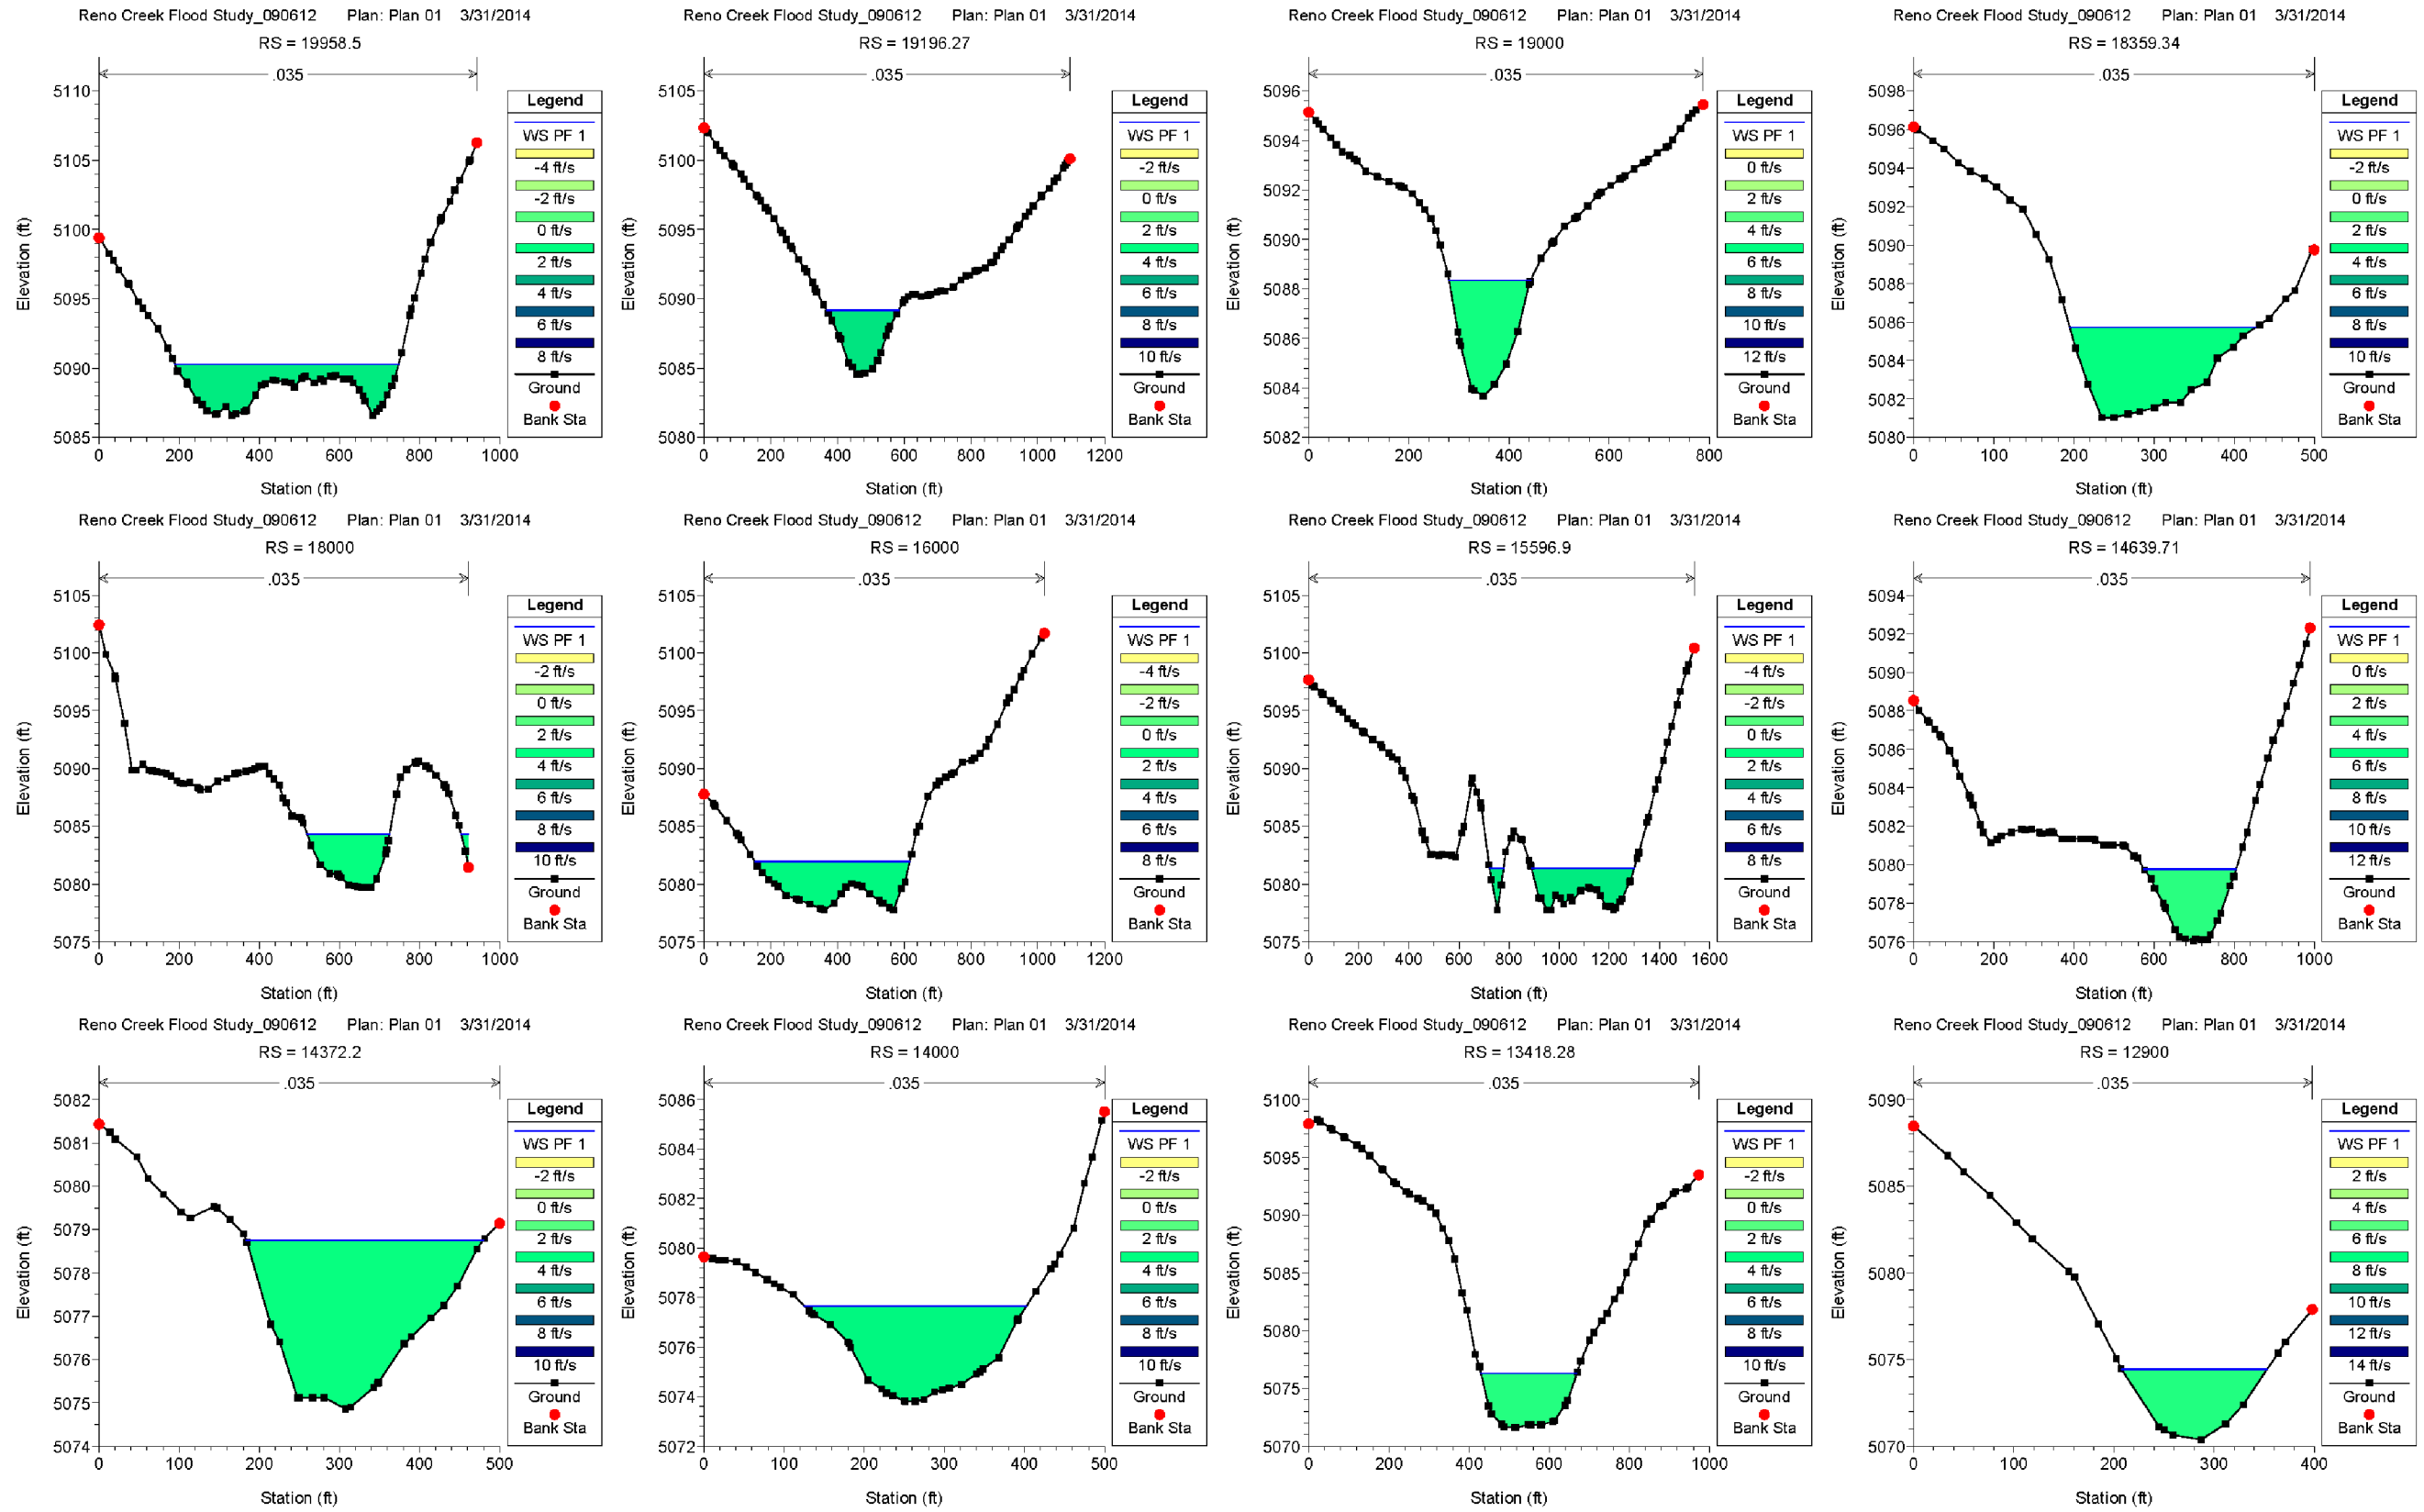 Reno Creek Flood Study_090612 Plan: Plan 01 3/31/2014
RS = 19958.5
.035
Elevation (ft)
5110
5105
5100
5095
5090
5085
0 200 400 600 800 1000
Station (ft)
Legend
WS PF 1
-4 ft/s
-2 ft/s
0 ft/s
2 ft/s
4 ft/s
6 ft/s
8 ft/s
Ground
Bank Sta
Reno Creek Flood Study_090612 Plan: Plan 01 3/31/2014
RS = 19196.27
.035
Elevation (ft)
5105
5100
5095
5090
5085
5080
0 200 400 600 800 1000 1200
Station (ft)
Legend
WS PF 1
-2 ft/s
0 ft/s
2 ft/s
4 ft/s
6 ft/s
8 ft/s
10 ft/s
Ground
Bank Sta
Reno Creek Flood Study_090612 Plan: Plan 01 3/31/2014
RS = 19000
.035
Elevation (ft)
5096
5094
5092
5090
5088
5086
5084
5082
0 200 400 600 800
Station (ft)
Legend
WS PF 1
0 ft/s
2 ft/s
4 ft/s
6 ft/s
8 ft/s
10 ft/s
12 ft/s
Ground
Bank Sta
Reno Creek Flood Study_090612 Plan: Plan 01 3/31/2014
RS = 18359.34
.035
Elevation (ft)
5098
5096
5094
5092
5090
5088
5086
5084
5082
5080
0 100 200 300 400 500
Station (ft)
Legend
WS PF 1
-2 ft/s
0 ft/s
2 ft/s
4 ft/s
6 ft/s
8 ft/s
10 ft/s
Ground
Bank Sta
Reno Creek Flood Study_090612 Plan: Plan 01 3/31/2014
RS = 18000
.035
Elevation (ft)
5105
5100
5095
5090
5085
5080
5075
0 200 400 600 800 1000
Station (ft)
Legend
WS PF 1
-2 ft/s
0 ft/s
2 ft/s
4 ft/s
6 ft/s
8 ft/s
10 ft/s
Ground
Bank Sta
Reno Creek Flood Study_090612 Plan: Plan 01 3/31/2014
RS = 16000
.035
Elevation (ft)
5105
5100
5095
5090
5085
5080
5075
0 200 400 600 800 1000 1200
Station (ft)
Legend
WS PF 1
-4 ft/s
-2 ft/s
0 ft/s
2 ft/s
4 ft/s
6 ft/s
8 ft/s
Ground
Bank Sta
Reno Creek Flood Study_090612 Plan: Plan 01 3/31/2014
RS = 15596.9
.035
Elevation (ft)
5105
5100
5095
5090
5085
5080
5075
0 200 400 600 800 1000 1200 1400 1600
Station (ft)
Legend
WS PF 1
-4 ft/s
-2 ft/s
0 ft/s
2 ft/s
4 ft/s
6 ft/s
8 ft/s
Ground
Bank Sta
Reno Creek Flood Study_090612 Plan: Plan 01 3/31/2014
RS = 14639.71
.035
Elevation (ft)
5094
5092
5090
5088
5086
5084
5082
5080
5078
5076
0 200 400 600 800 1000
Station (ft)
Legend
WS PF 1
0 ft/s
2 ft/s
4 ft/s
6 ft/s
8 ft/s
10 ft/s
12 ft/s
Ground
Bank Sta
Reno Creek Flood Study_090612 Plan: Plan 01 3/31/2014
RS = 14372.2
.035
Elevation (ft)
5082
5081
5080
5079
5078
5077
5076
5075
5074
0 100 200 300 400 500
Station (ft)
Legend
WS PF 1
-2 ft/s
0 ft/s
2 ft/s
4 ft/s
6 ft/s
8 ft/s
10 ft/s
Ground
Bank Sta
Reno Creek Flood Study_090612 Plan: Plan 01 3/31/2014
RS = 14000
.035
Elevation (ft)
5086
5084
5082
5080
5078
5076
5074
5072
0 100 200 300 400 500
Station (ft)
Legend
WS PF 1
-2 ft/s
0 ft/s
2 ft/s
4 ft/s
6 ft/s
8 ft/s
10 ft/s
Ground
Bank Sta
Reno Creek Flood Study_090612 Plan: Plan 01 3/31/2014
RS = 13418.28
.035
Elevation (ft)
5100
5095
5090
5085
5080
5075
5070
0 200 400 600 800 1000
Station (ft)
Legend
WS PF 1
-2 ft/s
0 ft/s
2 ft/s
4 ft/s
6 ft/s
8 ft/s
10 ft/s
Ground
Bank Sta
Reno Creek Flood Study_090612 Plan: Plan 01 3/31/2014
RS = 12900
.035
Elevation (ft)
5090
5085
5080
5075
5070
0 100 200 300 400
Station (ft)
Legend
WS PF 1
2 ft/s
4 ft/s
6 ft/s
8 ft/s
10 ft/s
12 ft/s
14 ft/s
Ground
Bank Sta